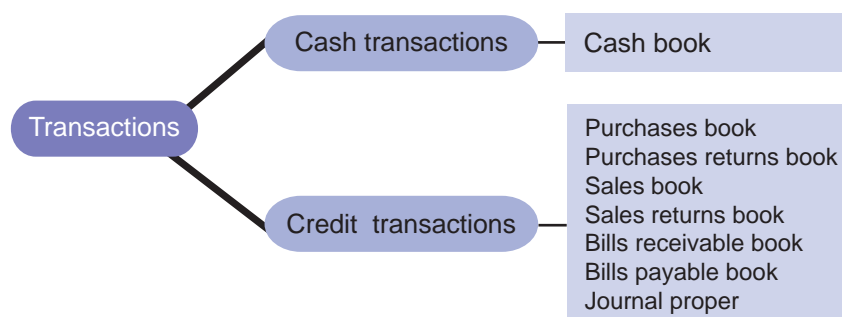 Transactions
Cash transactions
Cash book
Credit transactions
Purchases book
Purchases returns book
Sales book
Sales returns book
Bills receivable book
Bills payable book
Journal proper